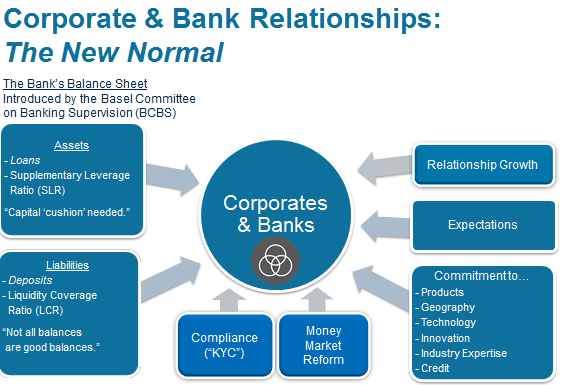 Corporate & Bank Relationships:
The New Normal
The Bank's Balance Sheet
Introduced by the Basel Committee
on Banking Supervision (BCBS)
Assets
- Loans
- Supplementary Leverage
Ratio (SLR)
“Capital ‘cushion’ needed.”
Liabilities
- Deposits
- Liquidity Coverage
Ratio (LCR)
“Not all balances
are good balances.”
Corporates
& Banks
Compliance
(“KYC”)
Money
Market
Reform
Relationship Growth
Expectations
Commitment to…
- Products
- Geography
- Technology
- Innovation
- Industry Expertise
- Credit